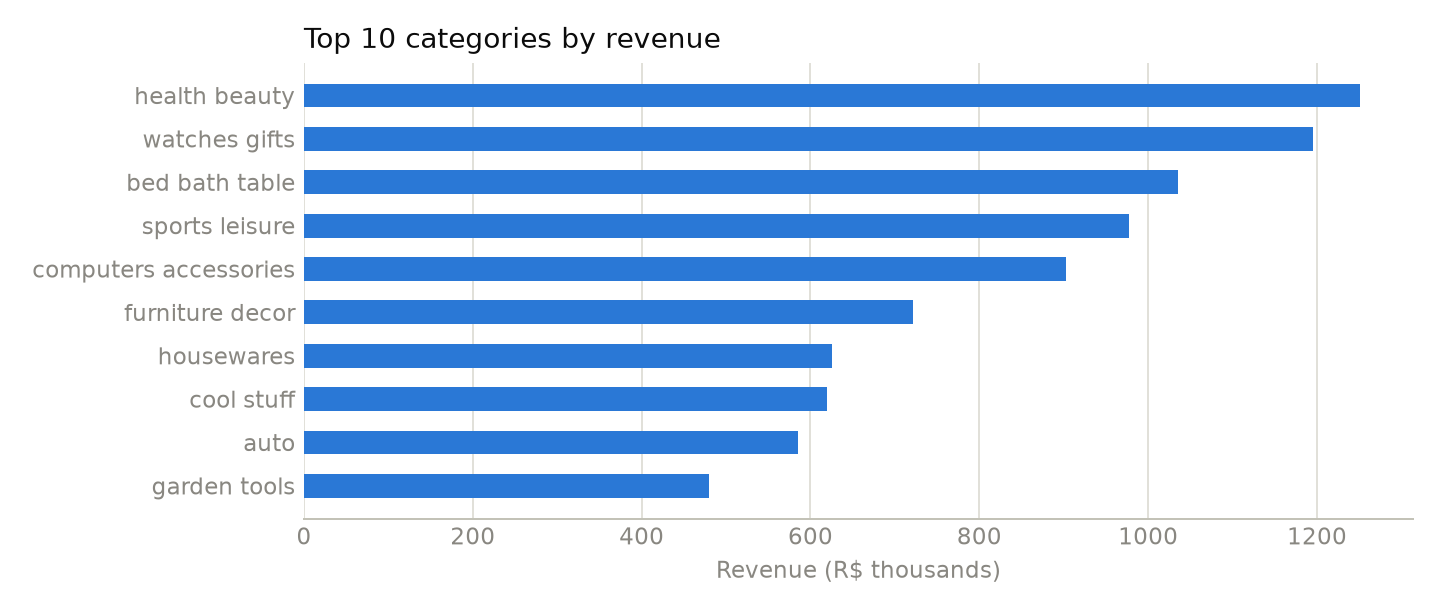 Top 10 categories by revenue
health beauty
watches gifts
bed bath table
sports leisure
computers accessories
furniture decor
housewares
cool stuff
auto
garden tools
0 200 400 600 800 1000 1200
Revenue (R$ thousands)